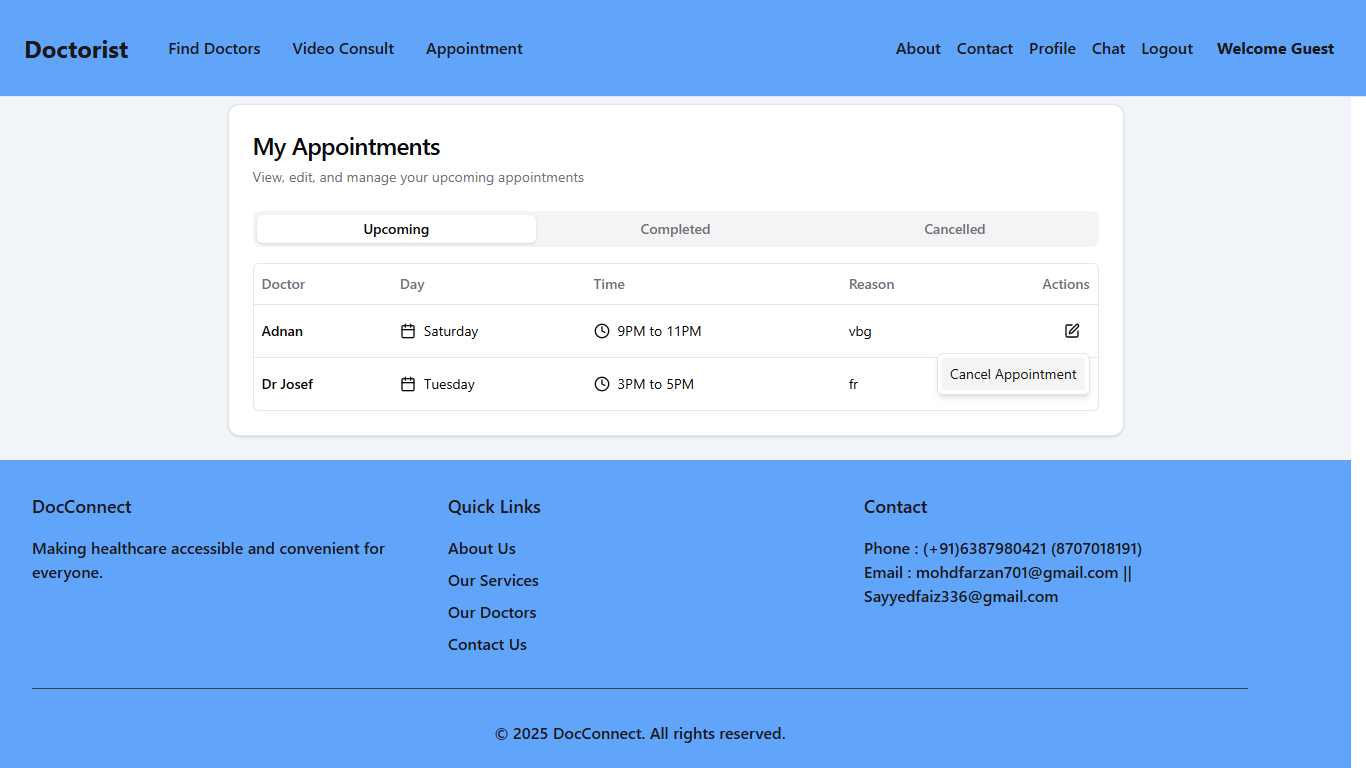 Doctorist Find Doctors Video Consult Appointment About Contact Profile Chat Logout Welcome Guest
My Appointments
View, edit, and manage your upcoming appointments
Upcoming Completed Cancelled
Doctor Day Time Reason Actions
Adnan Saturday 9PM to 11PM vbg
Cancel Appointment
Dr Josef Tuesday 3PM to 5PM fr
DocConnect
Making healthcare accessible and convenient for
everyone.
Quick Links
About Us
Our Services
Our Doctors
Contact Us
Contact
Phone : (+91)6387980421 (8707018191)
Email : mohdfarzan701@gmail.com ||
Sayyedfaiz336@gmail.com
© 2025 DocConnect. All rights reserved.